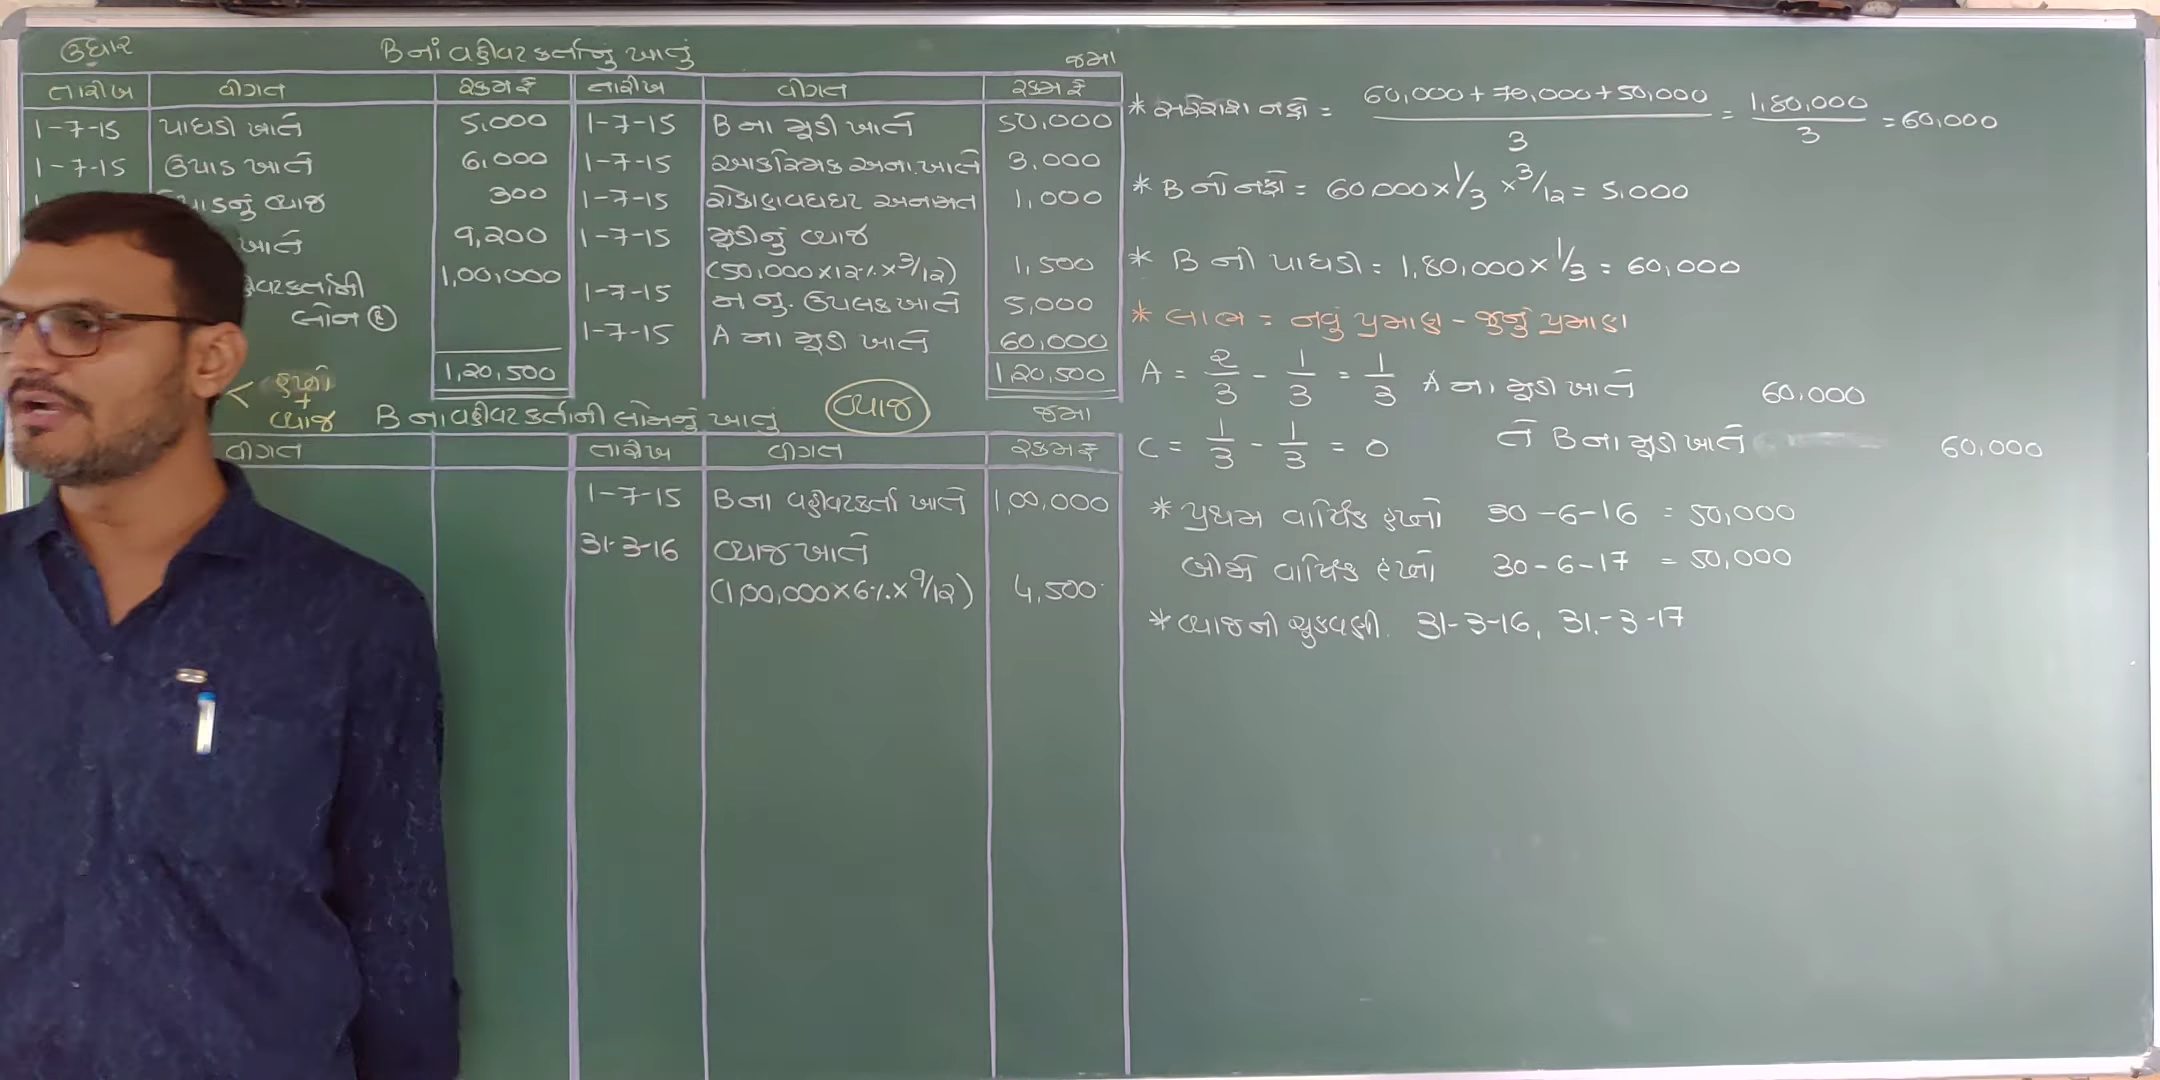 ઉધાર B નાં વહીવટકર્તાનું ખાતું જમા
તારીખ વીગત રકમ ₹ તારીખ વીગત રકમ ₹
1-7-15 પાઘડી ખાતે 5,000 1-7-15 B ના મૂડી ખાતે 50,000
1-7-15 ઉપાડ ખાતે 6,000 1-7-15 આકસ્મિક અના. ખાતે 3,000
300 1-7-15 રોકાણ વધઘટ અનામત 1,000
વ્યાજ
ખાતે 9,200 1-7-15 મૂડીનું વ્યાજ
(50,000×12%×3/12) 1,500
1,00,000 1-7-15 ન.નુ. ઉપલક ખાતે 5,000
લોન
1-7-15 A ના મૂડી ખાતે 60,000
1,20,500 1,20,500
હપ્તો
+
વ્યાજ
B ના વહીવટકર્તાની લોનનું ખાતું વ્યાજ જમા
વીગત તારીખ વીગત રકમ ₹
1-7-15 B ના વહીવટકર્તા ખાતે 1,00,000
31-3-16 વ્યાજ ખાતે
(1,00,000×6%×9/12) 4,500
* સરેરાશ નફો = 60,000+70,000+50,000/3 = 1,80,000/3 = 60,000
* B નો નફો = 60,000×1/3 ×3/12 = 5,000
* B ની પાઘડી = 1,80,000×1/3 = 60,000
* લાભ = નવું પ્રમાણ - જુનું પ્રમાણ
A = 2/3 - 1/3 = 1/3 A ના મૂડી ખાતે 60,000
C = 1/3 - 1/3 = 0 તે B ના મૂડી ખાતે 60,000
* પ્રથમ વાર્ષિક હપ્તો 30-6-16 = 50,000
બીજો વાર્ષિક હપ્તો 30-6-17 = 50,000
* વ્યાજની ચુકવણી. 31-3-16, 31-3-17